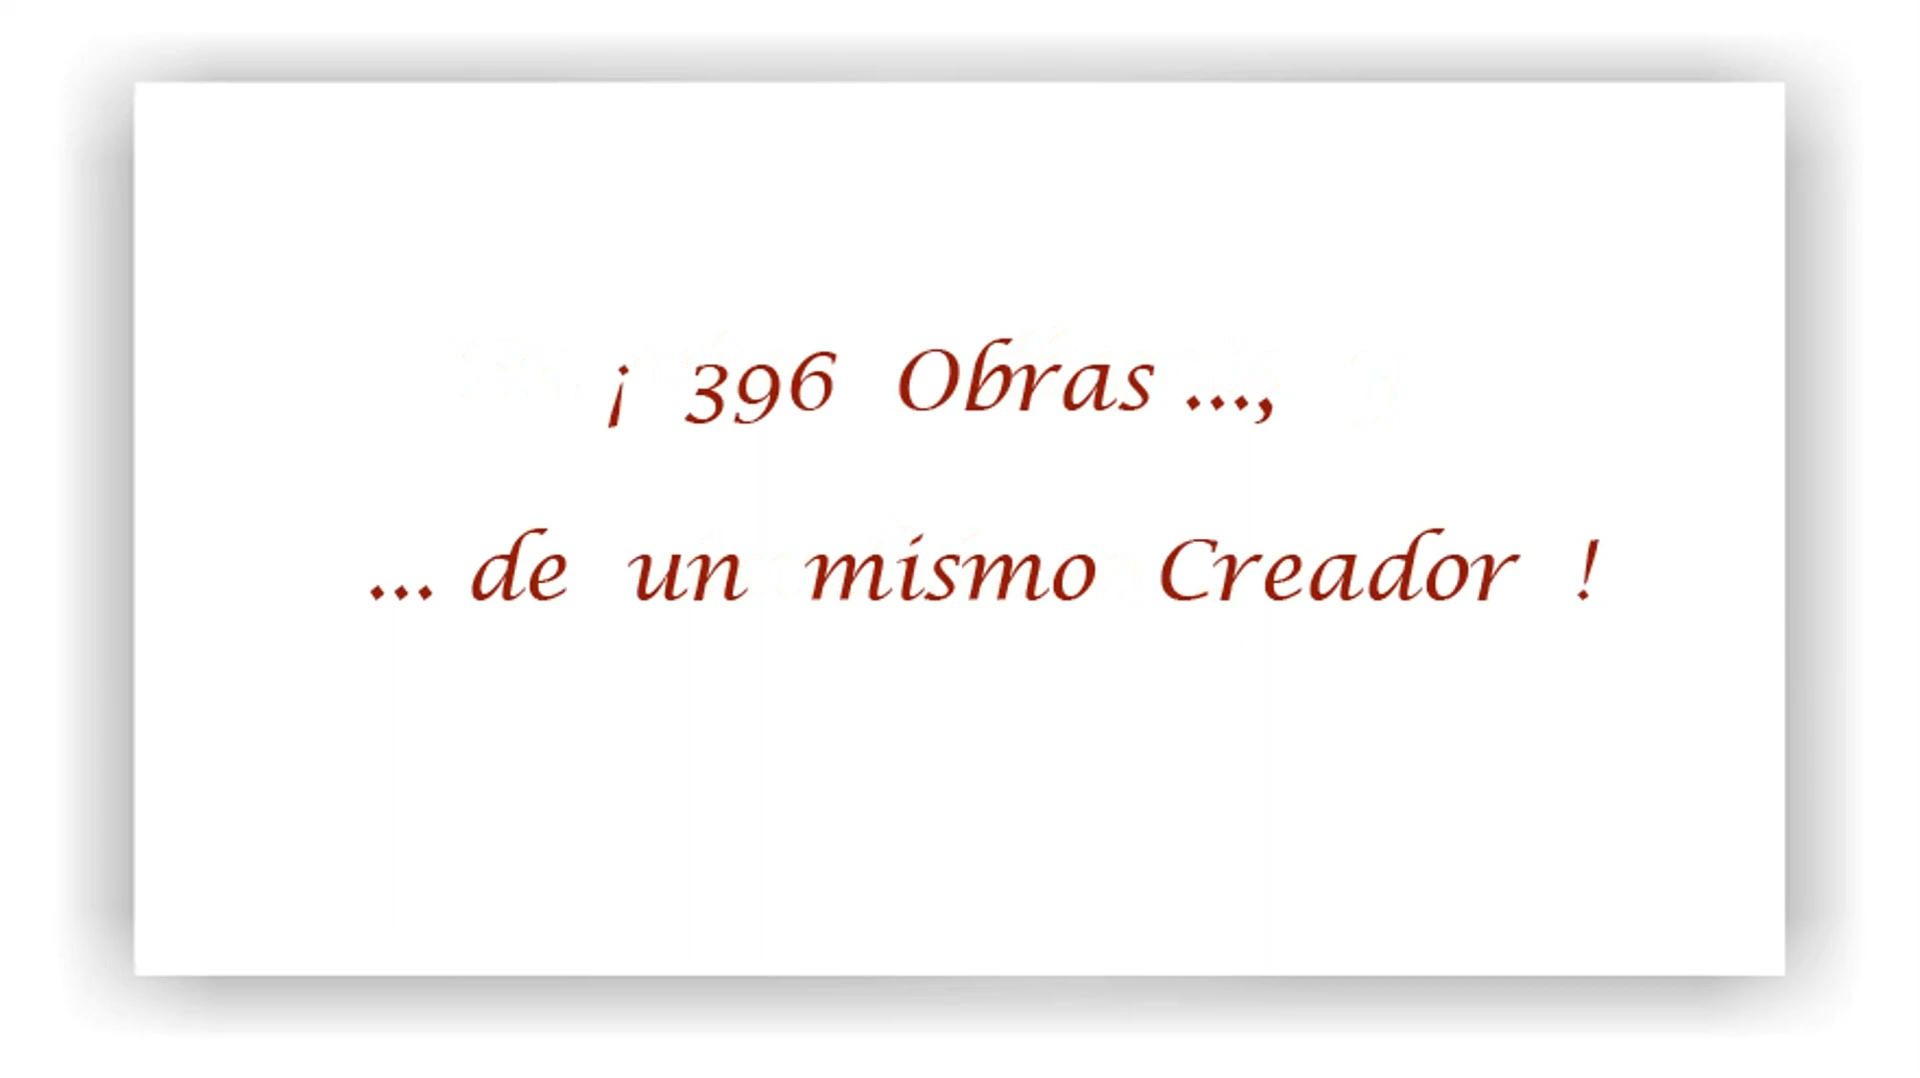 ¡ 396 Obras ...,
... de un mismo Creador !